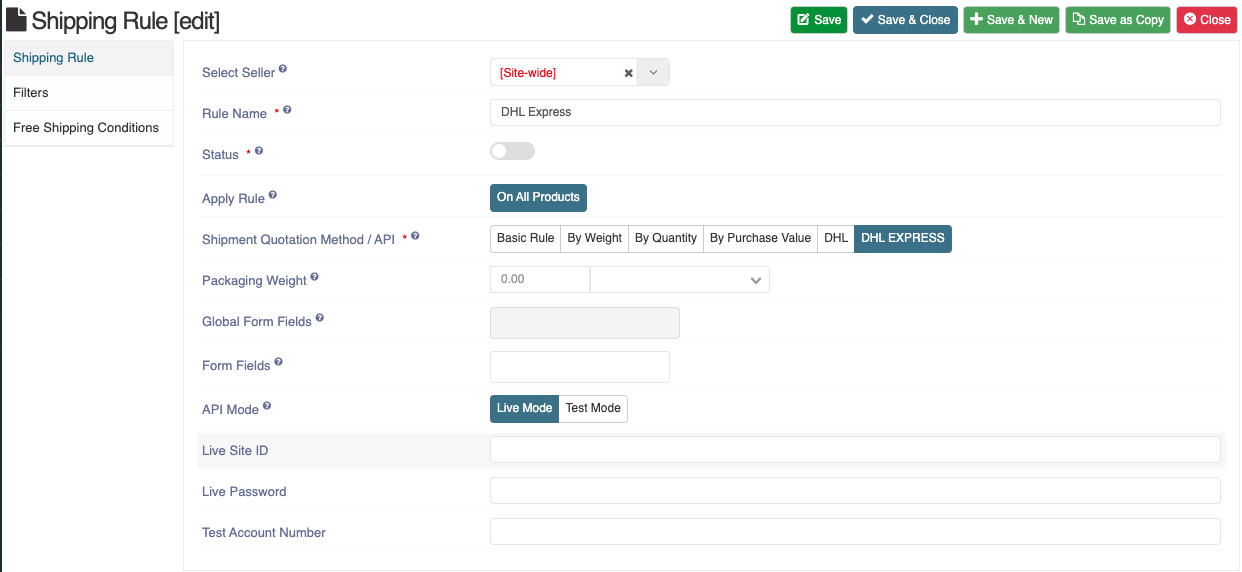 Shipping Rule [edit]
Save
Save & Close
Save & New
Save as Copy
Close
Shipping Rule
Filters
Free Shipping Conditions
Select Seller ?
[Site-wide]
Rule Name * ?
DHL Express
Status * ?
Apply Rule ?
On All Products
Shipment Quotation Method / API * ?
Basic Rule
By Weight
By Quantity
By Purchase Value
DHL
DHL EXPRESS
Packaging Weight ?
0.00
Global Form Fields ?
Form Fields ?
API Mode ?
Live Mode
Test Mode
Live Site ID
Live Password
Test Account Number